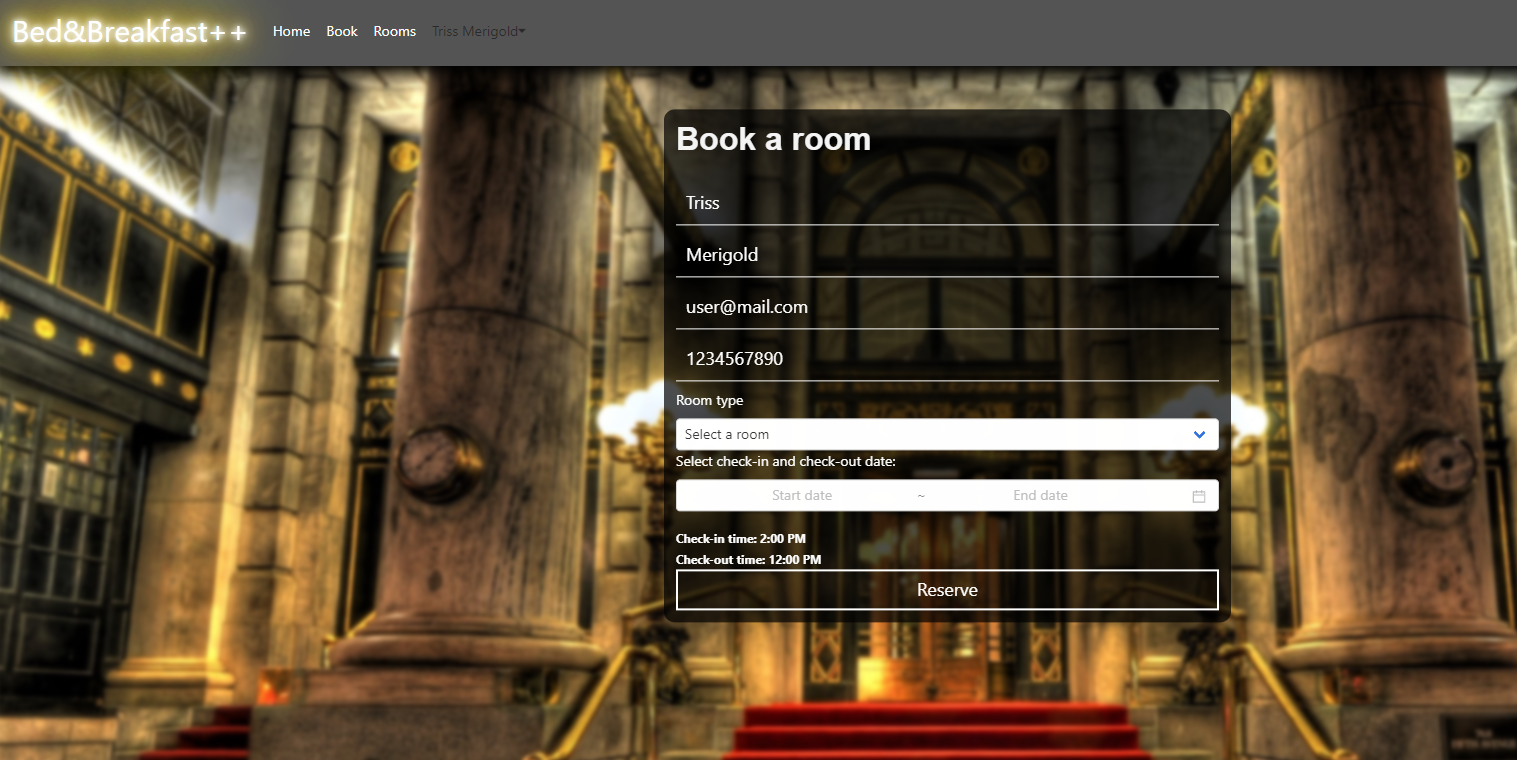 Bed&Breakfast++ Home Book Rooms Triss Merigold
Book a room
Triss
Merigold
user@mail.com
1234567890
Room type
Select a room
Select check-in and check-out date:
Start date ~ End date
Check-in time: 2:00 PM
Check-out time: 12:00 PM
Reserve